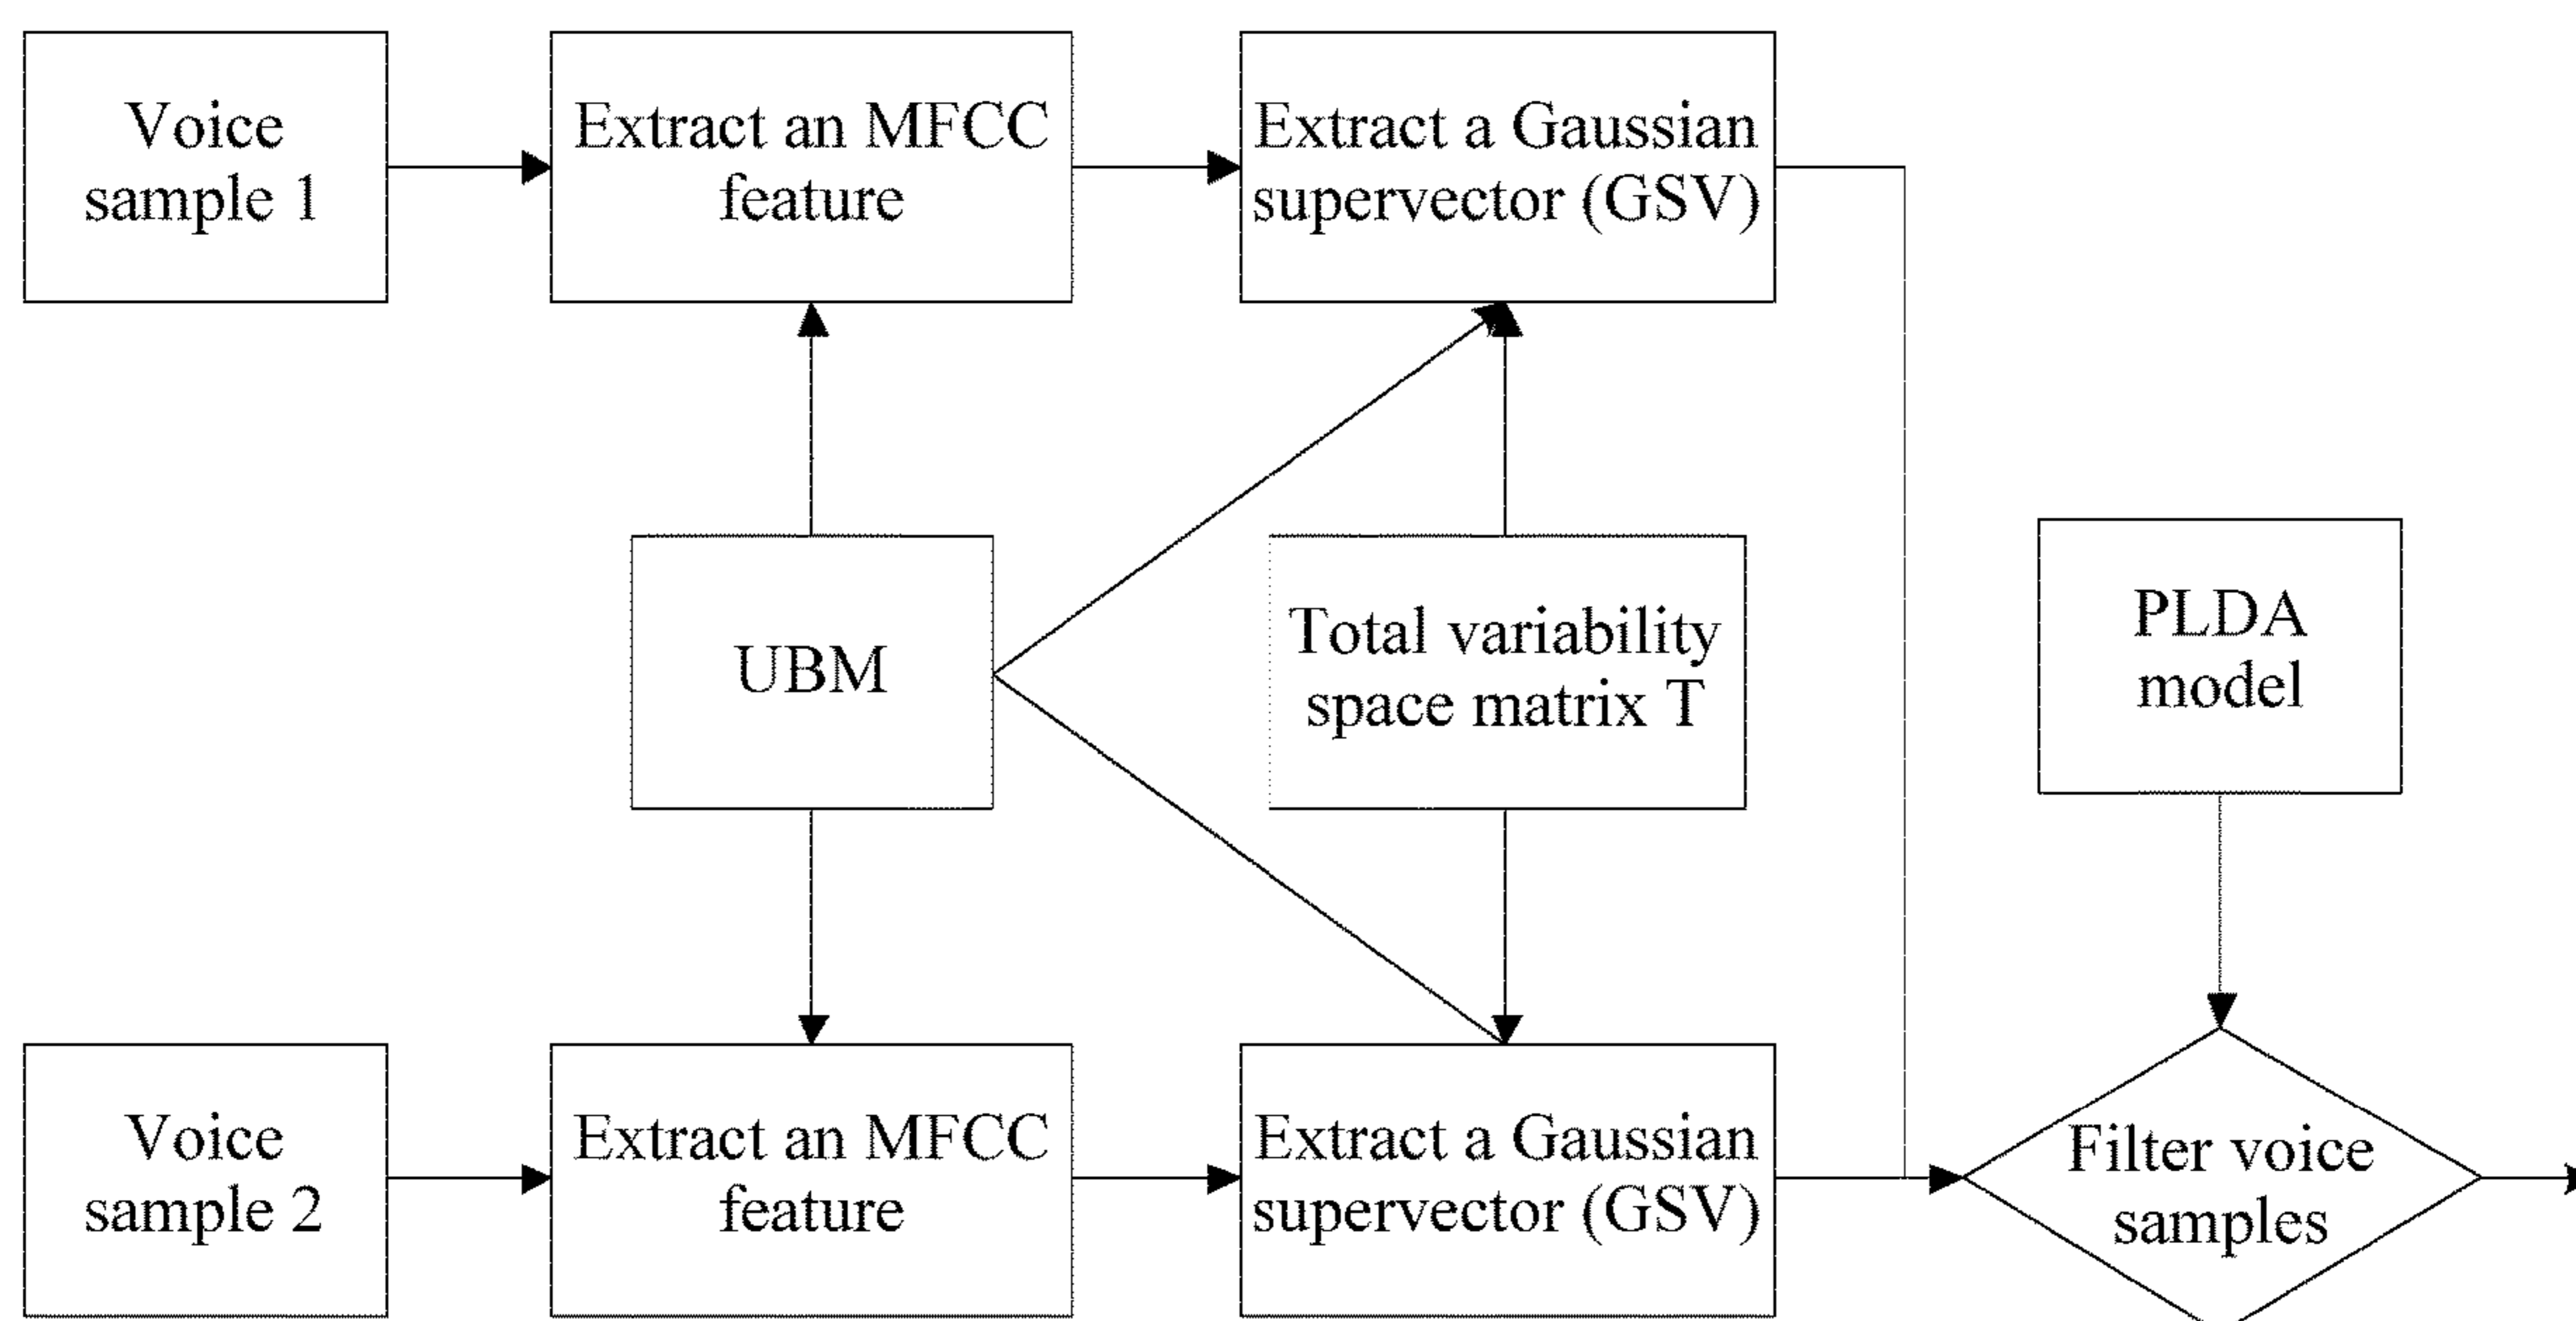 Voice
sample 1
Extract an MFCC
feature
Extract a Gaussian
supervector (GSV)
UBM
Total variability
space matrix T
PLDA
model
Voice
sample 2
Extract an MFCC
feature
Extract a Gaussian
supervector (GSV)
Filter voice
samples